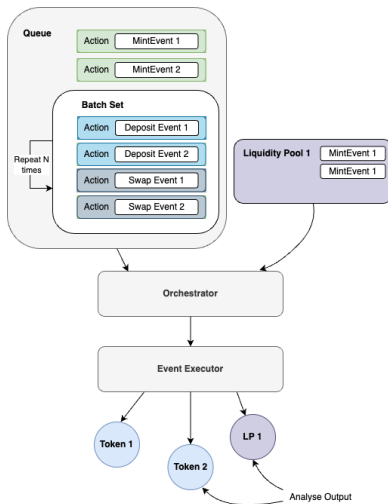 Queue
Action MintEvent 1
Action MintEvent 2
Batch Set
Action Deposit Event 1
Action Deposit Event 2
Action Swap Event 1
Action Swap Event 2
Repeat N
times
Liquidity Pool 1 MintEvent 1
MintEvent 1
Orchestrator
Event Executor
Token 1
Token 2
LP 1
Analyse Output